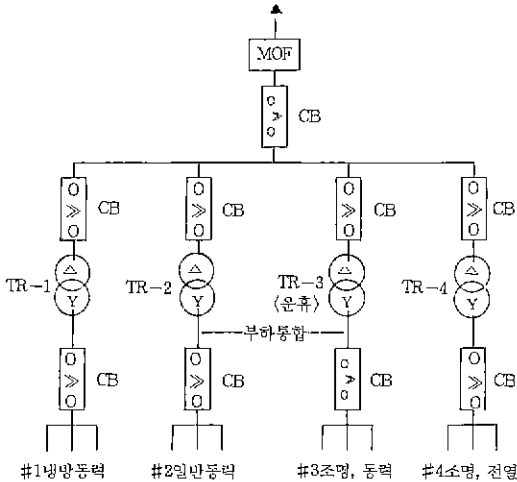 MOF
CB
CB CB CB CB
TR-1 TR-2 TR-3 TR-4
△ △ △ △
Y Y Y Y
〈운휴〉
부하통합
CB CB CB CB
#1냉방동력 #2일반동력 #3조명, 동력 #4조명, 전열